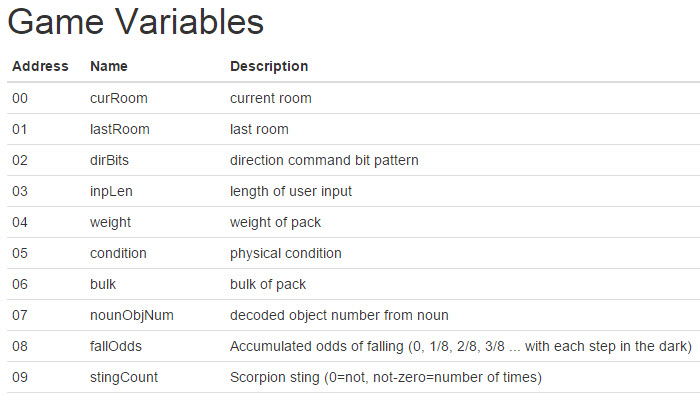 Game Variables
Address Name Description
00 curRoom current room
01 lastRoom last room
02 dirBits direction command bit pattern
03 inpLen length of user input
04 weight weight of pack
05 condition physical condition
06 bulk bulk of pack
07 nounObjNum decoded object number from noun
08 fallOdds Accumulated odds of falling (0, 1/8, 2/8, 3/8 ... with each step in the dark)
09 stingCount Scorpion sting (0=not, not-zero=number of times)